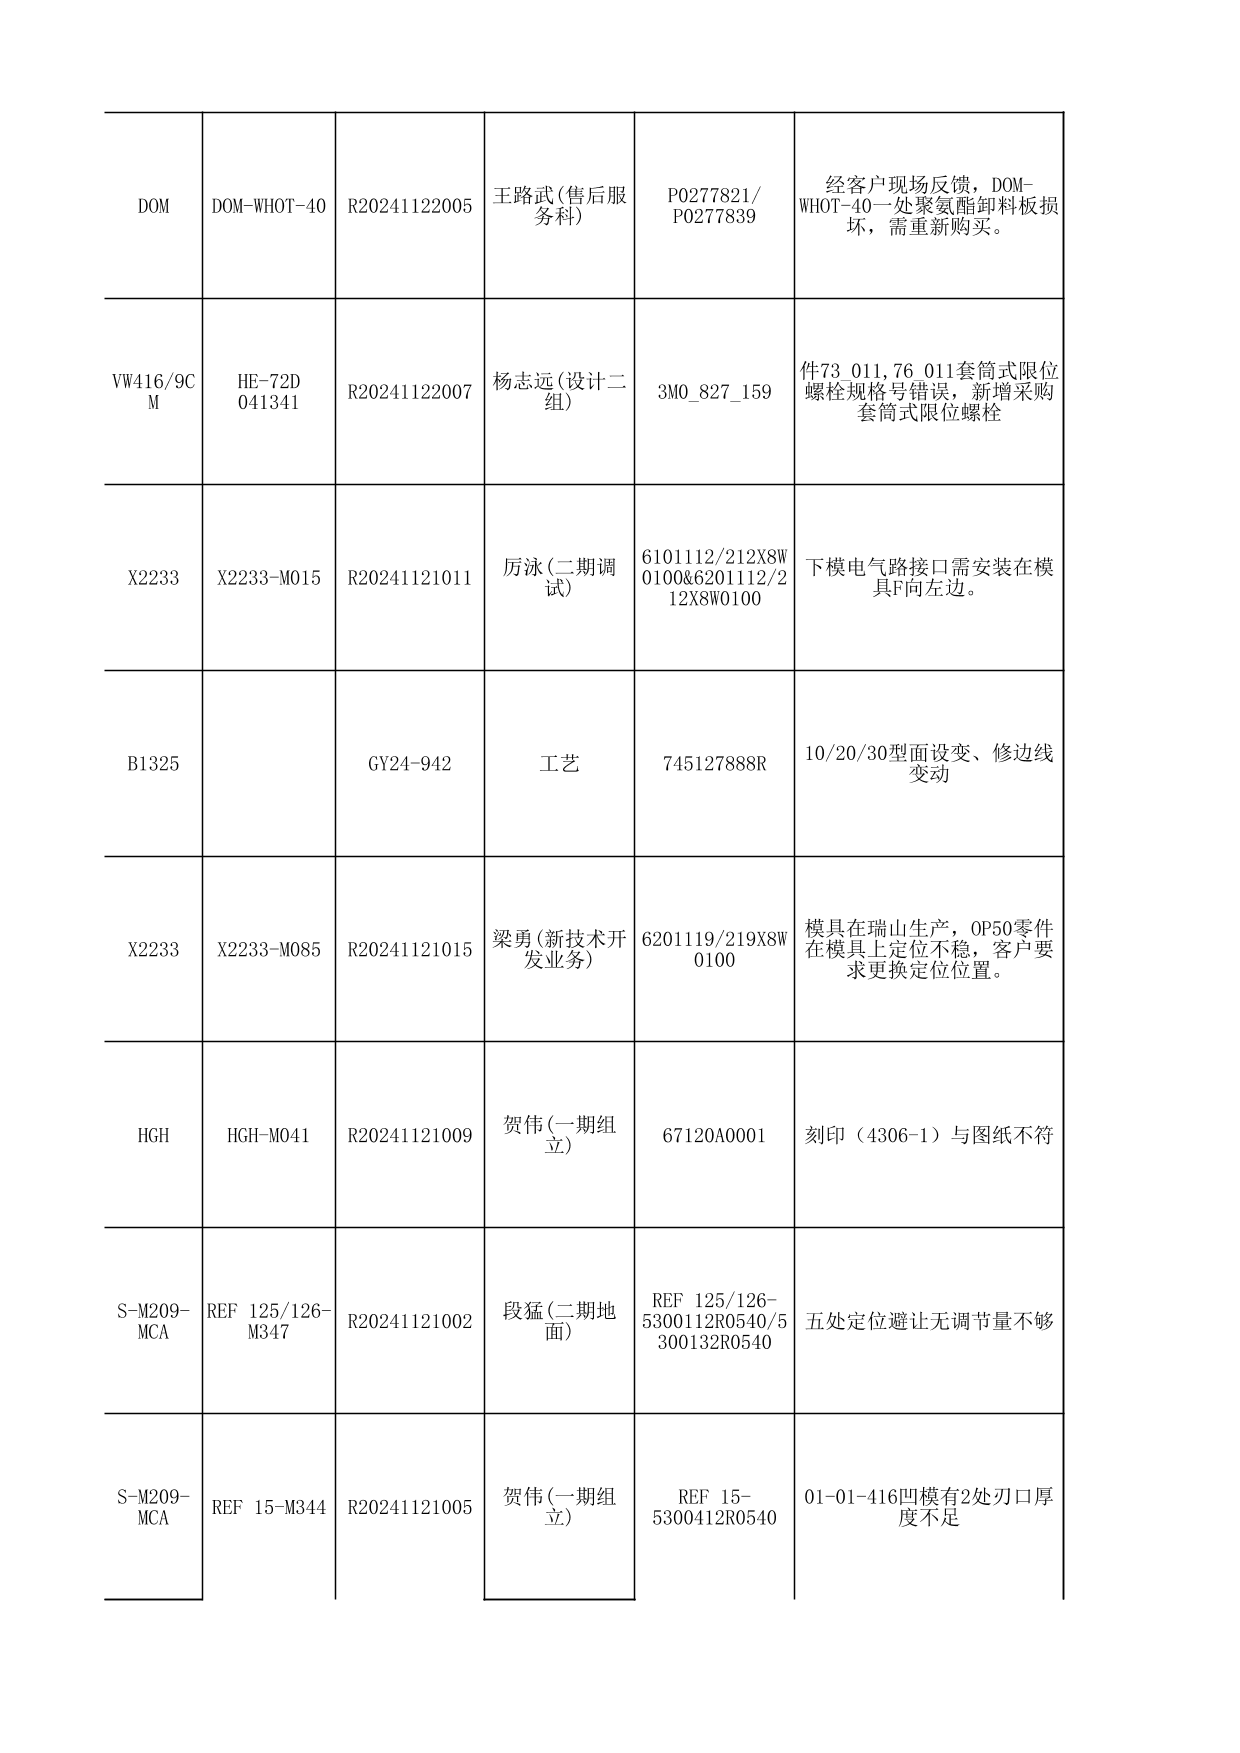 DOM
DOM-WHOT-40
R20241122005
王路武(售后服
务科)
P0277821/
P0277839
经客户现场反馈，DOM-
WHOT-40一处聚氨酯卸料板损
坏，需重新购买。
VW416/9C
M
HE-72D
041341
R20241122007
杨志远(设计二
组)
3M0_827_159
件73_011,76_011套筒式限位
螺栓规格号错误，新增采购
套筒式限位螺栓
X2233
X2233-M015
R20241121011
厉泳(二期调
试)
6101112/212X8W
0100&6201112/2
12X8W0100
下模电气路接口需安装在模
具F向左边。
B1325
GY24-942
工艺
745127888R
10/20/30型面设变、修边线
变动
X2233
X2233-M085
R20241121015
梁勇(新技术开
发业务)
6201119/219X8W
0100
模具在瑞山生产，OP50零件
在模具上定位不稳，客户要
求更换定位位置。
HGH
HGH-M041
R20241121009
贺伟(一期组
立)
67120A0001
刻印（4306-1）与图纸不符
S-M209-
MCA
REF 125/126-
M347
R20241121002
段猛(二期地
面)
REF 125/126-
5300112R0540/5
300132R0540
五处定位避让无调节量不够
S-M209-
MCA
REF 15-M344
R20241121005
贺伟(一期组
立)
REF 15-
5300412R0540
01-01-416凹模有2处刃口厚
度不足